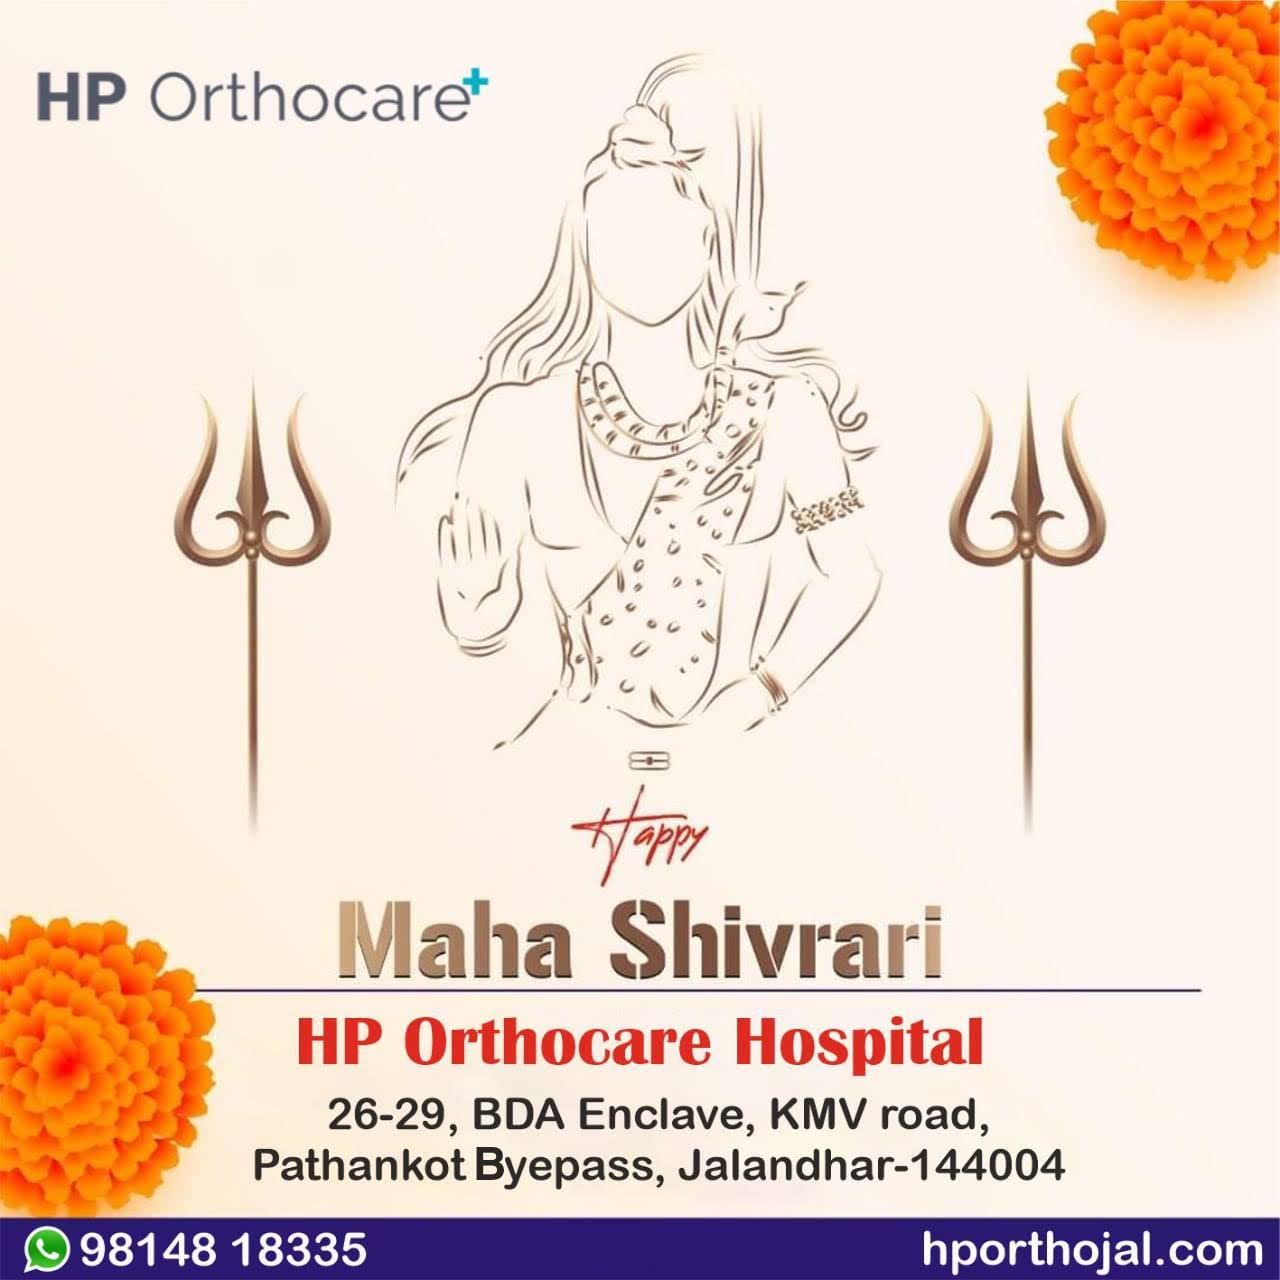 HP Orthocare+
Happy
Maha Shivrari
HP Orthocare Hospital
26-29, BDA Enclave, KMV road,
Pathankot Byepass, Jalandhar-144004
98148 18335
hporthojal.com